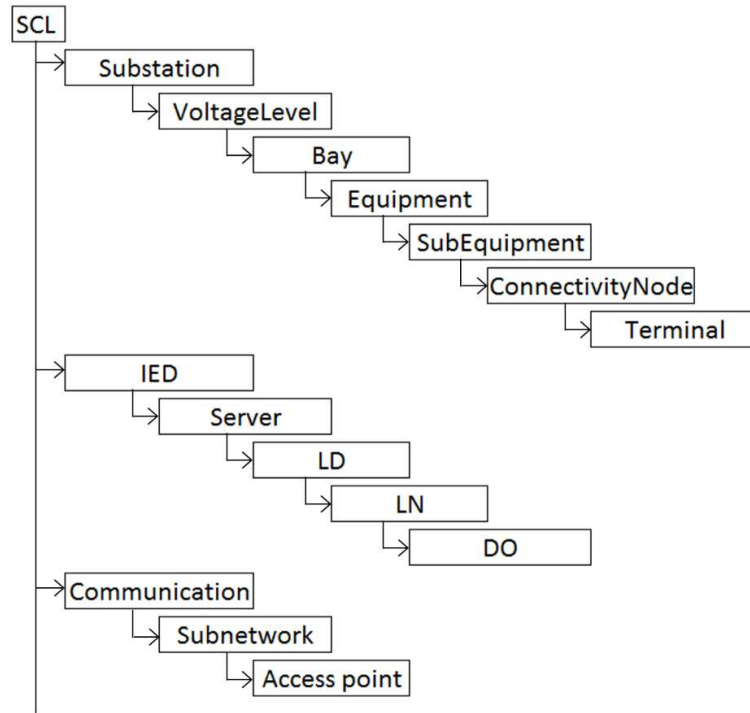 SCL
Substation
VoltageLevel
Bay
Equipment
SubEquipment
ConnectivityNode
Terminal
IED
Server
LD
LN
DO
Communication
Subnetwork
Access point